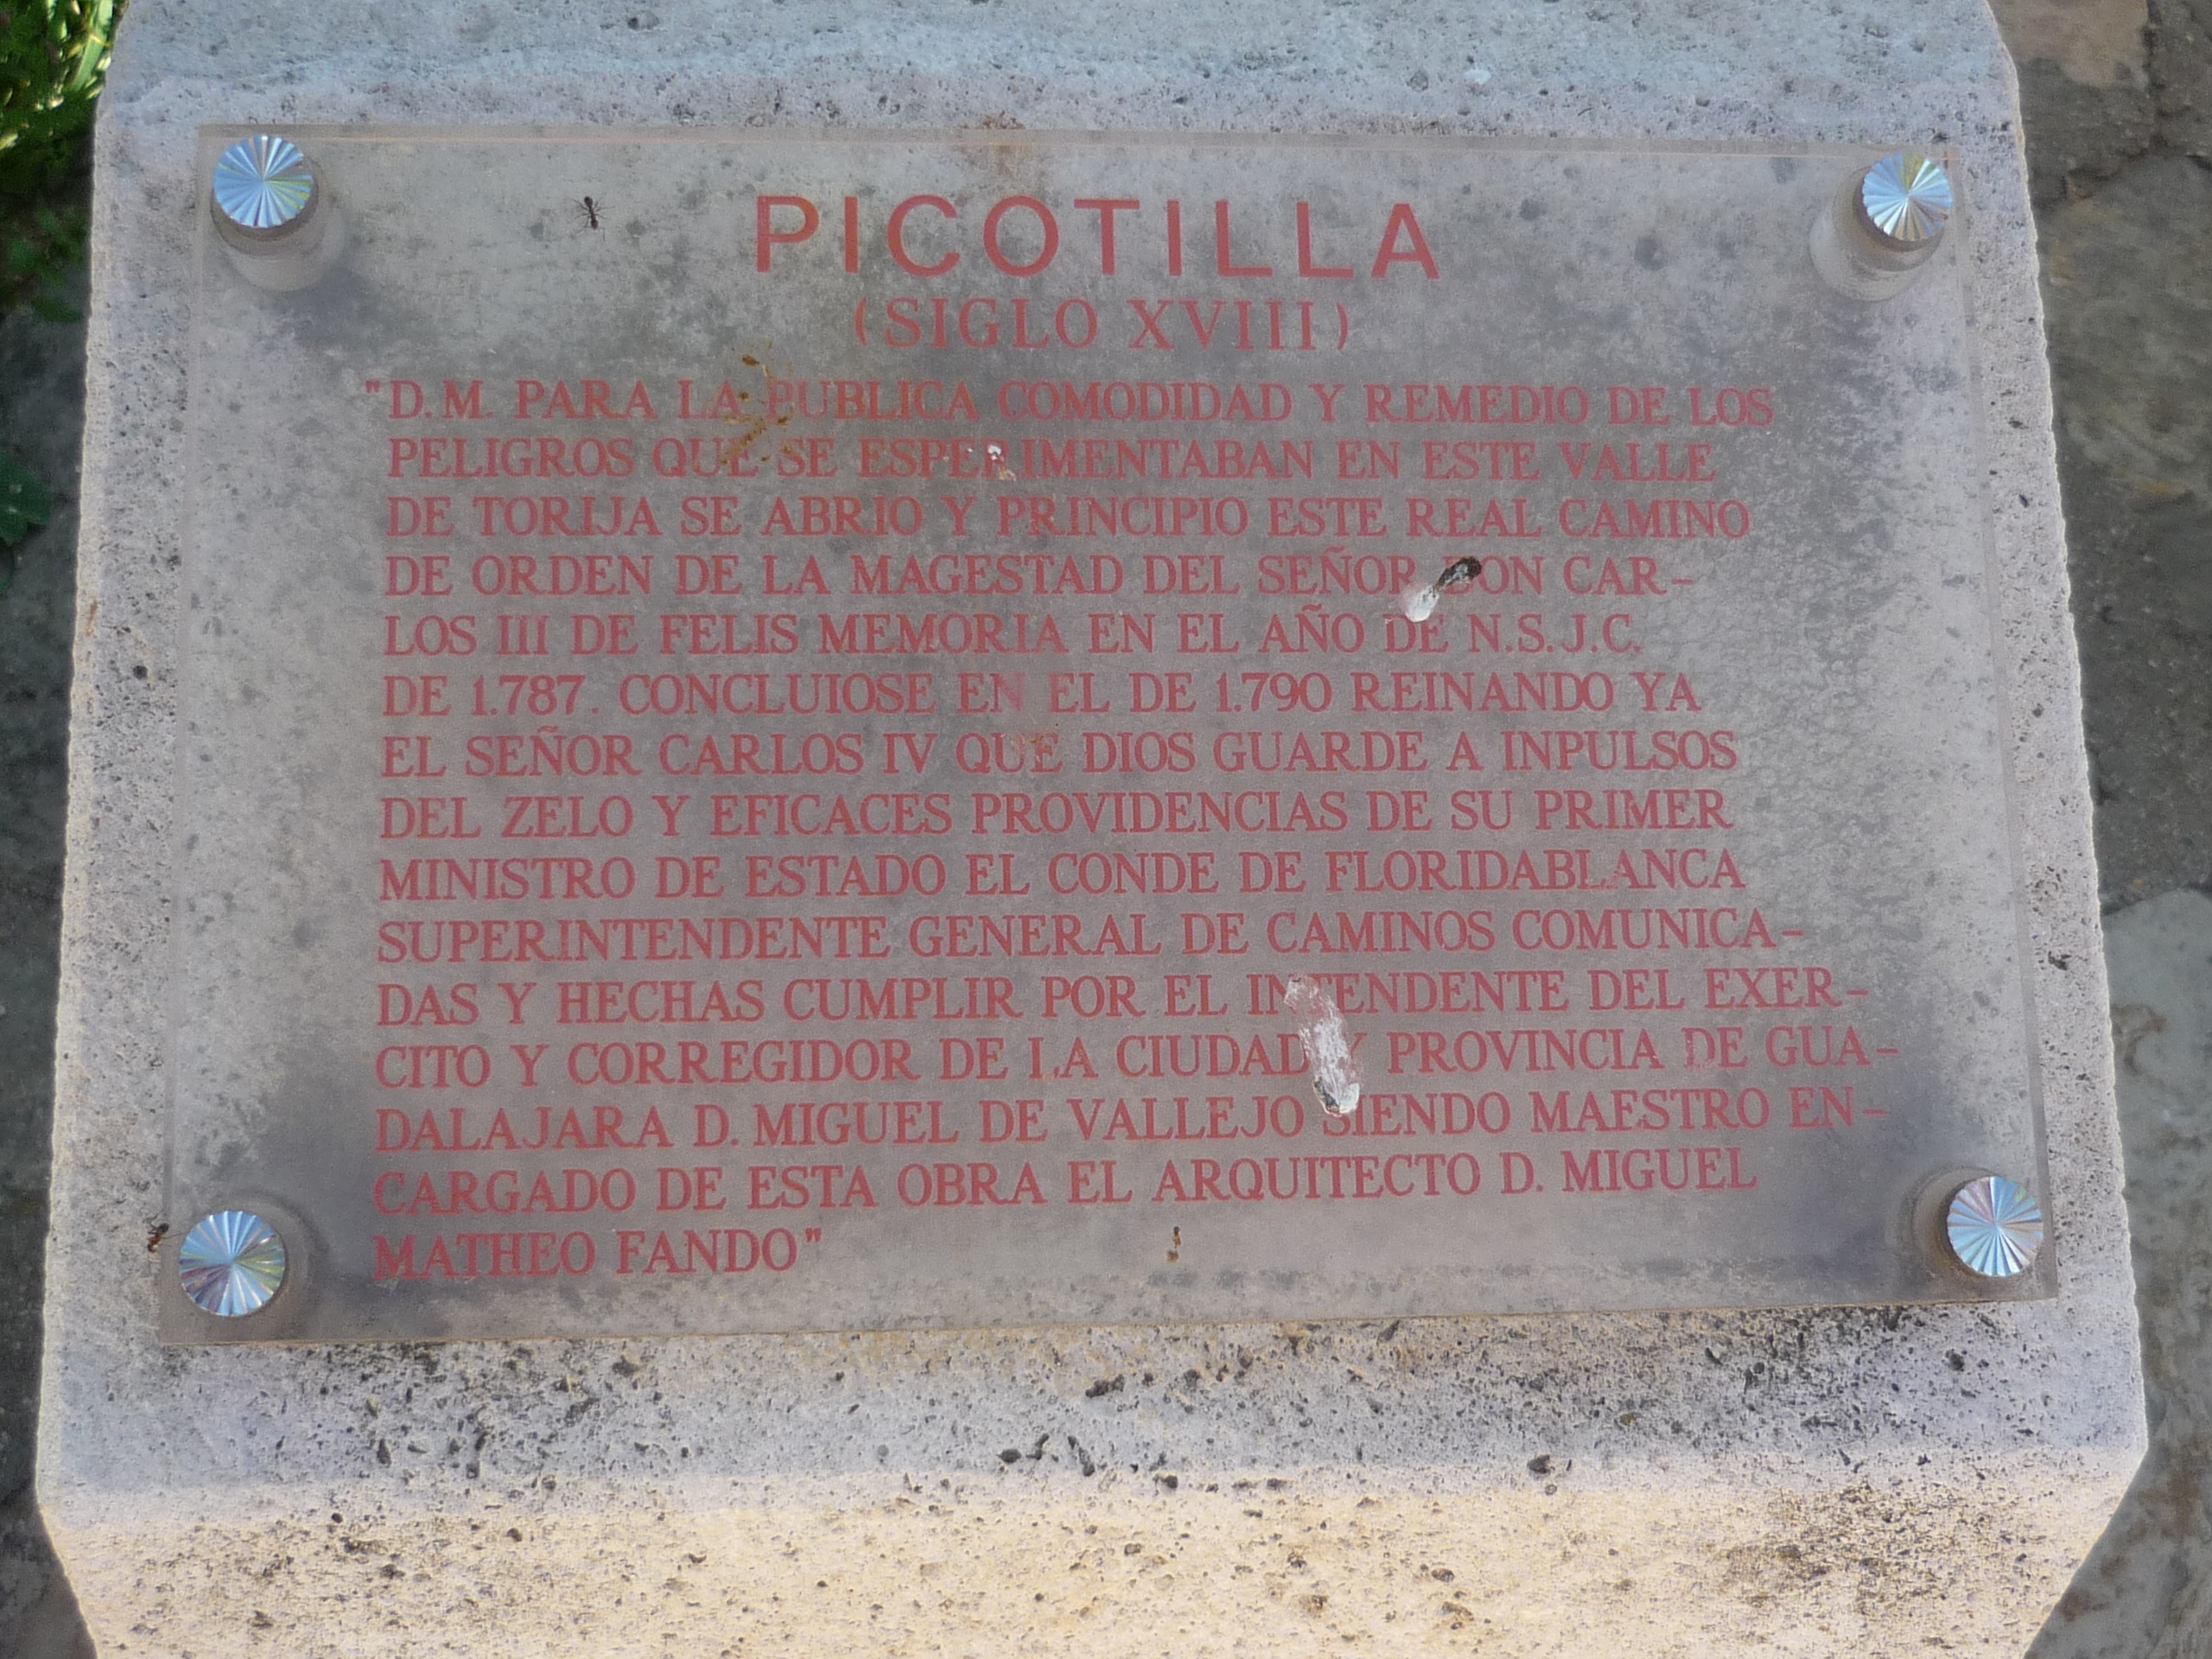 PICOTILLA
(SIGLO XVIII)
"D.M. PARA LA PUBLICA COMODIDAD Y REMEDIO DE LOS
PELIGROS QUE SE ESPERIMENTABAN EN ESTE VALLE
DE TORIJA SE ABRIO Y PRINCIPIO ESTE REAL CAMINO
DE ORDEN DE LA MAGESTAD DEL SEÑOR DON CAR-
LOS III DE FELIS MEMORIA EN EL AÑO DE N.S.J.C.
DE 1.787. CONCLUIOSE EN EL DE 1.790 REINANDO YA
EL SEÑOR CARLOS IV QUE DIOS GUARDE A INPULSOS
DEL ZELO Y EFICACES PROVIDENCIAS DE SU PRIMER
MINISTRO DE ESTADO EL CONDE DE FLORIDABLANCA
SUPERINTENDENTE GENERAL DE CAMINOS COMUNICA-
DAS Y HECHAS CUMPLIR POR EL INTENDENTE DEL EXER-
CITO Y CORREGIDOR DE LA CIUDAD Y PROVINCIA DE GUA-
DALAJARA D. MIGUEL DE VALLEJO SIENDO MAESTRO EN-
CARGADO DE ESTA OBRA EL ARQUITECTO D. MIGUEL
MATHEO FANDO"